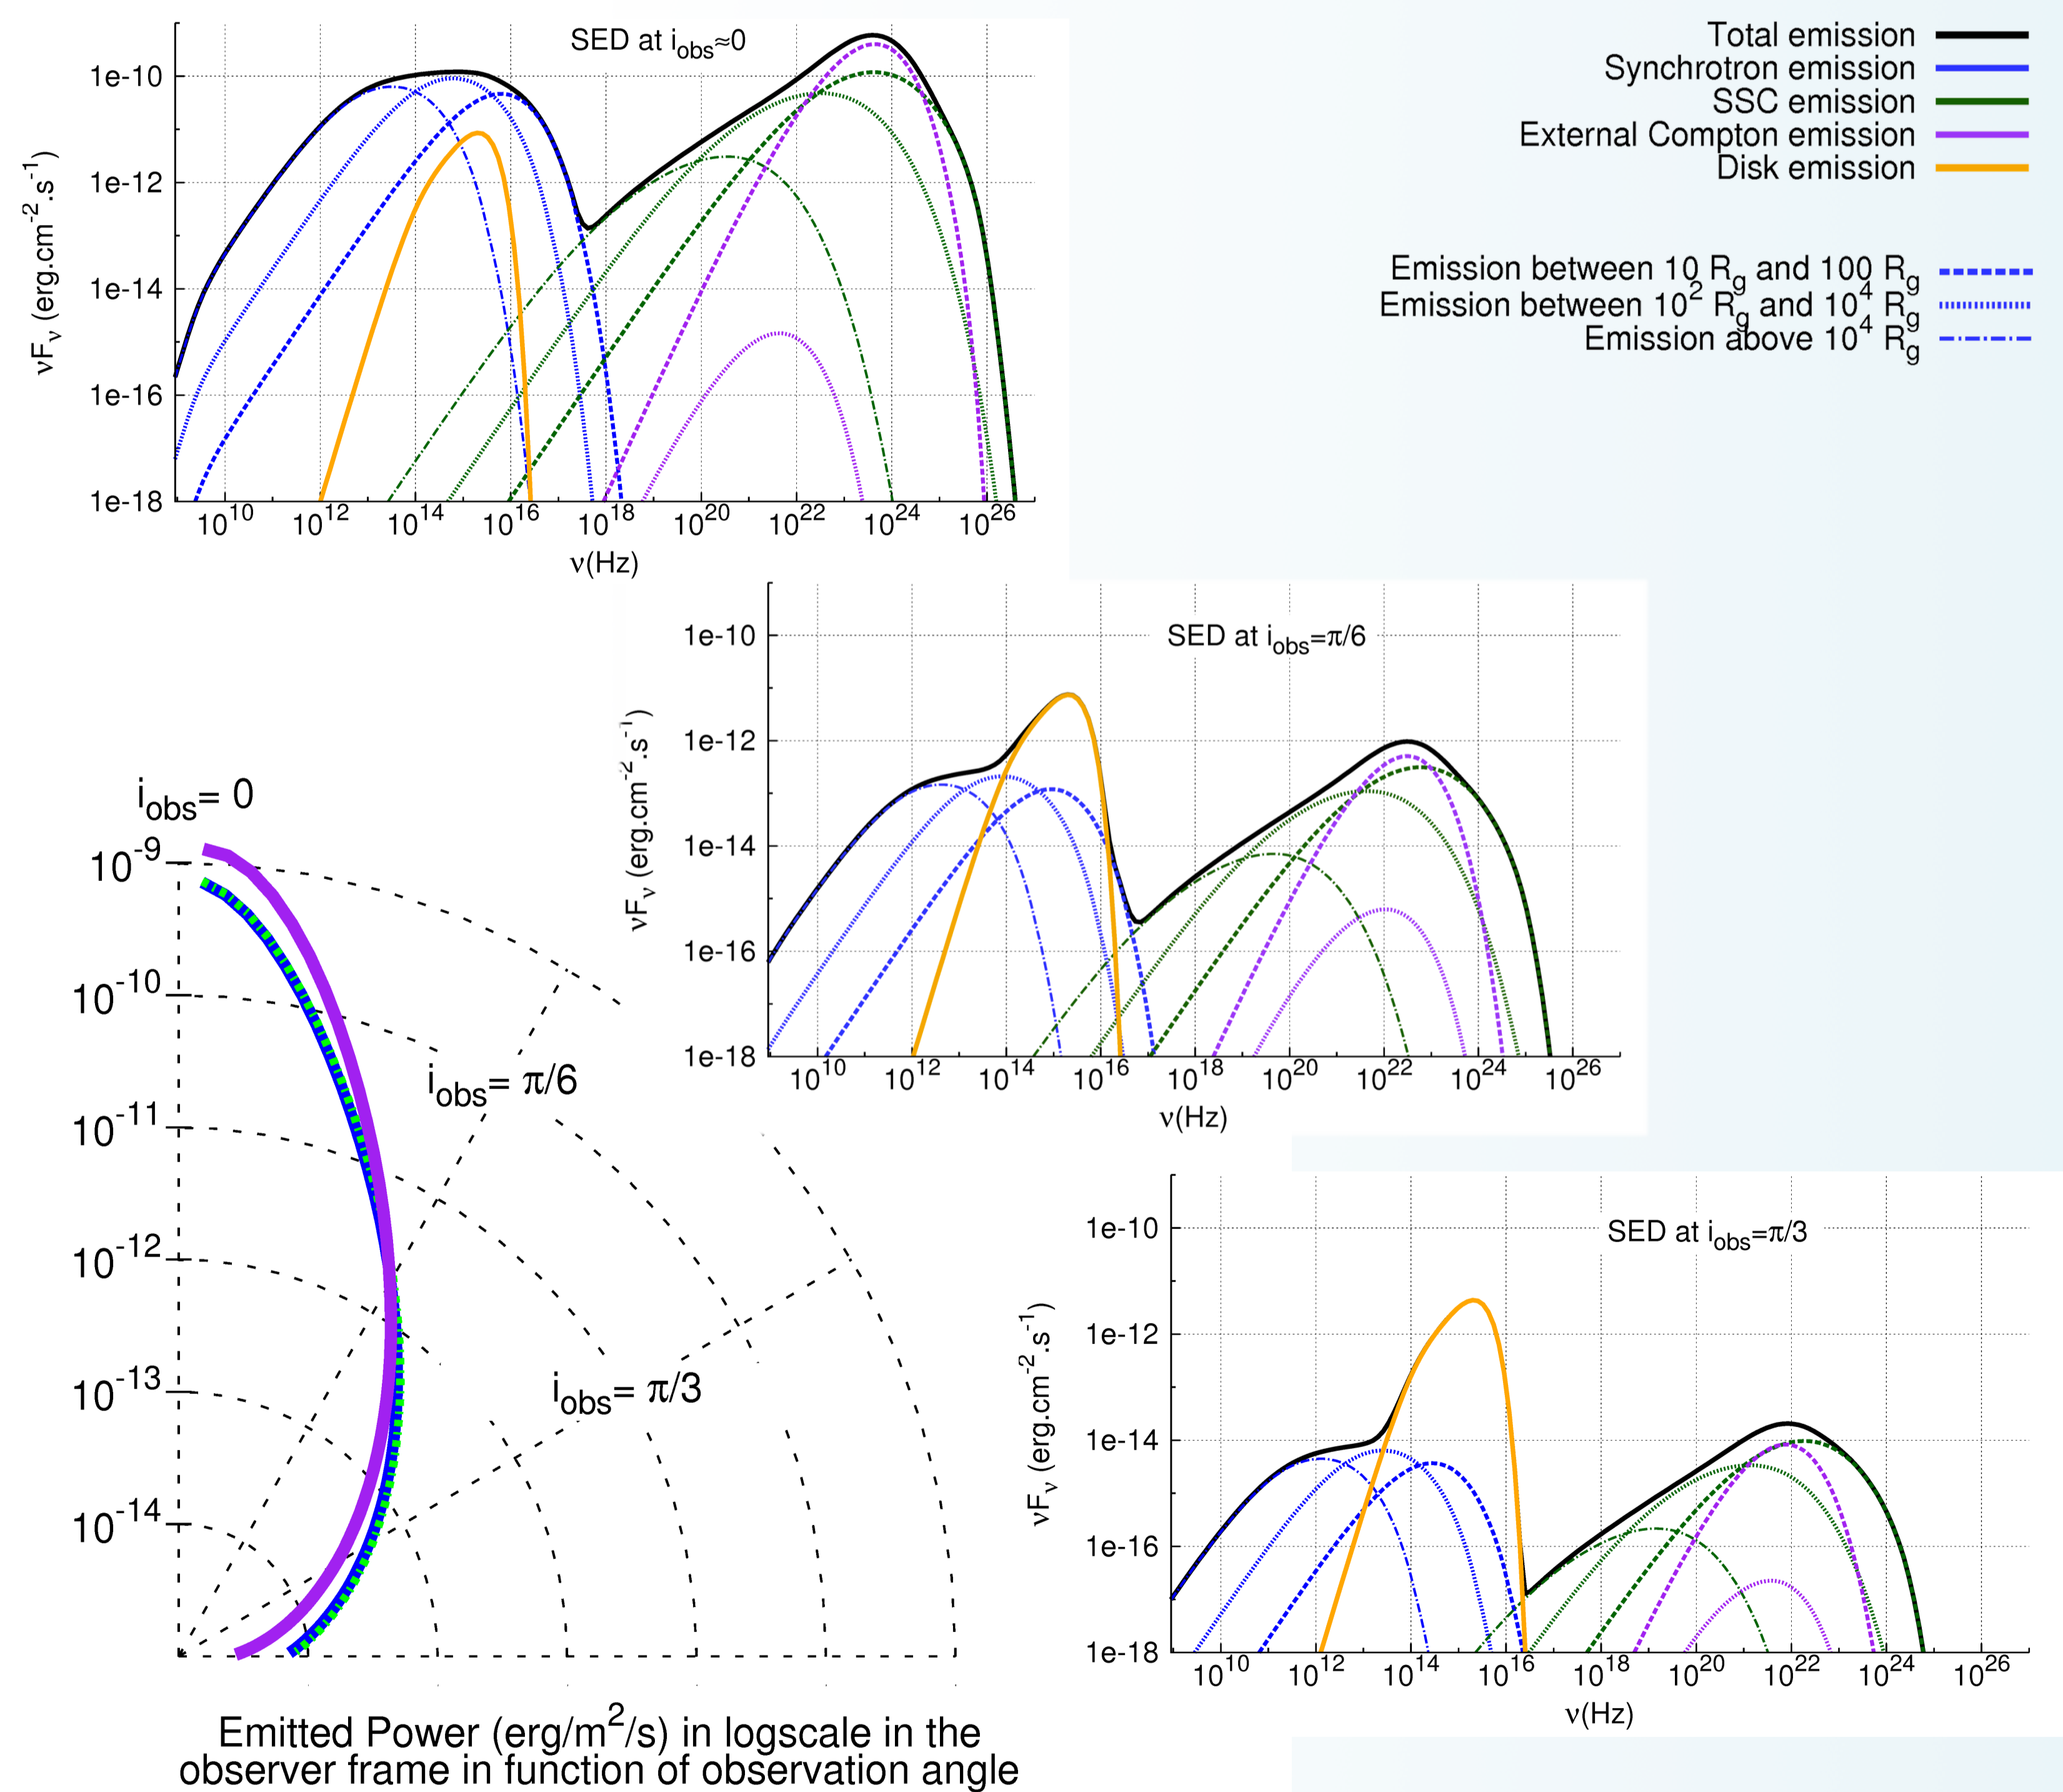 SED at i_obs≈0
νF_ν (erg.cm^-2.s^-1)
1e-10
1e-12
1e-14
1e-16
1e-18
10^10 10^12 10^14 10^16 10^18 10^20 10^22 10^24 10^26
ν(Hz)
Total emission
Synchrotron emission
SSC emission
External Compton emission
Disk emission
Emission between 10 R_g and 100 R_g
Emission between 10^2 R_g and 10^4 R_g
Emission above 10^4 R_g
SED at i_obs=π/6
νF_ν (erg.cm^-2.s^-1)
1e-10
1e-12
1e-14
1e-16
1e-18
10^10 10^12 10^14 10^16 10^18 10^20 10^22 10^24 10^26
ν(Hz)
i_obs= 0
10^-9
10^-10
10^-11
10^-12
10^-13
10^-14
i_obs= π/6
i_obs= π/3
Emitted Power (erg/m^2/s) in logscale in the
observer frame in function of observation angle
SED at i_obs=π/3
νF_ν (erg.cm^-2.s^-1)
1e-10
1e-12
1e-14
1e-16
1e-18
10^10 10^12 10^14 10^16 10^18 10^20 10^22 10^24 10^26
ν(Hz)